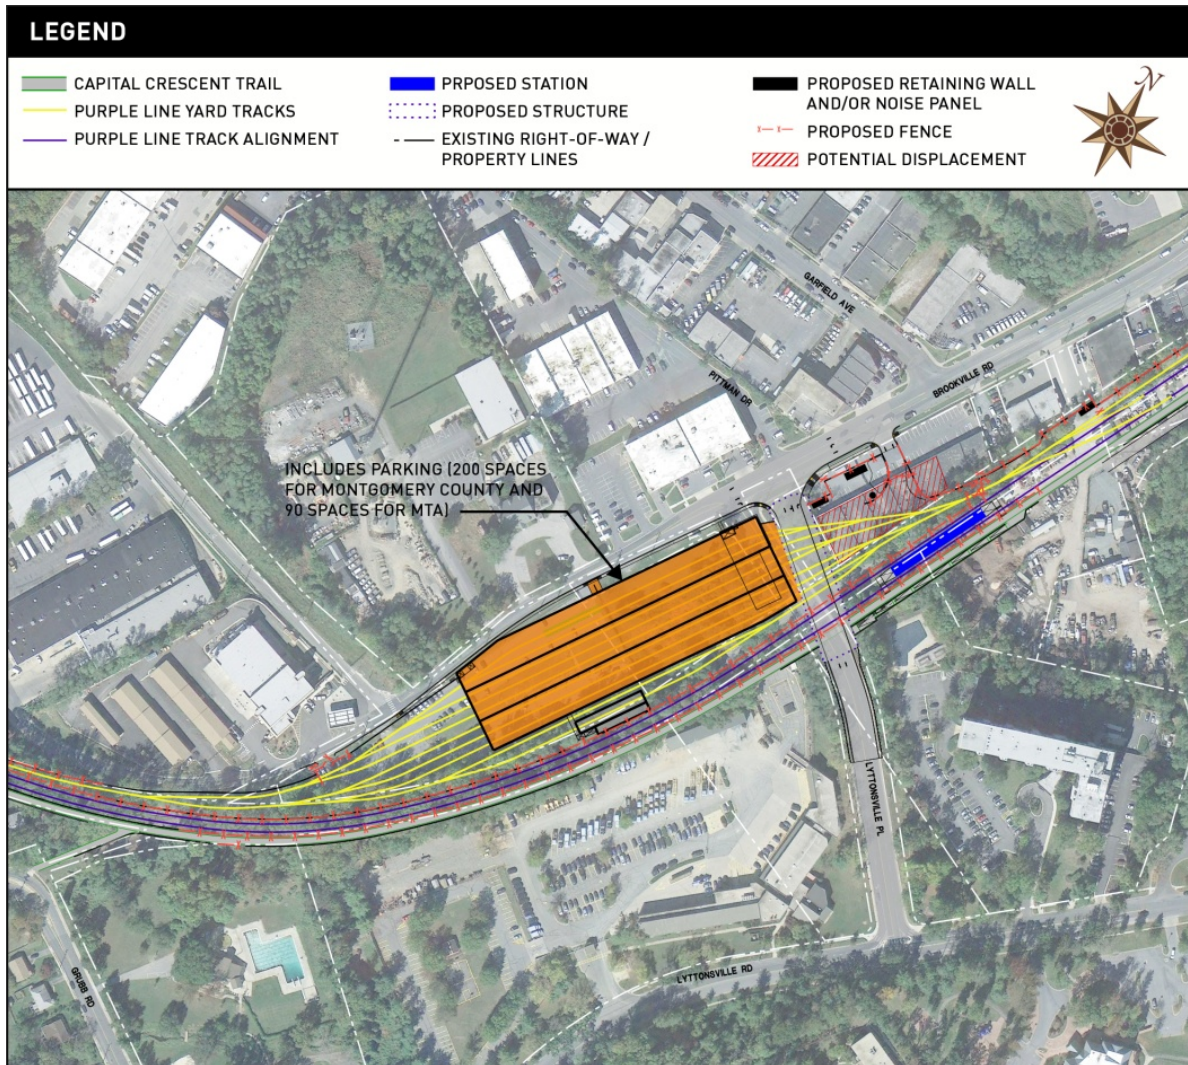 LEGEND
CAPITAL CRESCENT TRAIL
PURPLE LINE YARD TRACKS
PURPLE LINE TRACK ALIGNMENT
PRPOSED STATION
PROPOSED STRUCTURE
EXISTING RIGHT-OF-WAY /
PROPERTY LINES
PROPOSED RETAINING WALL
AND/OR NOISE PANEL
PROPOSED FENCE
POTENTIAL DISPLACEMENT
N
GARFIELD AVE
BROOKVILLE RD
PITTMAN DR
INCLUDES PARKING (200 SPACES
FOR MONTGOMERY COUNTY AND
90 SPACES FOR MTA)
LYTTONSVILLE PL
LYTTONSVILLE RD
GRUBB RD